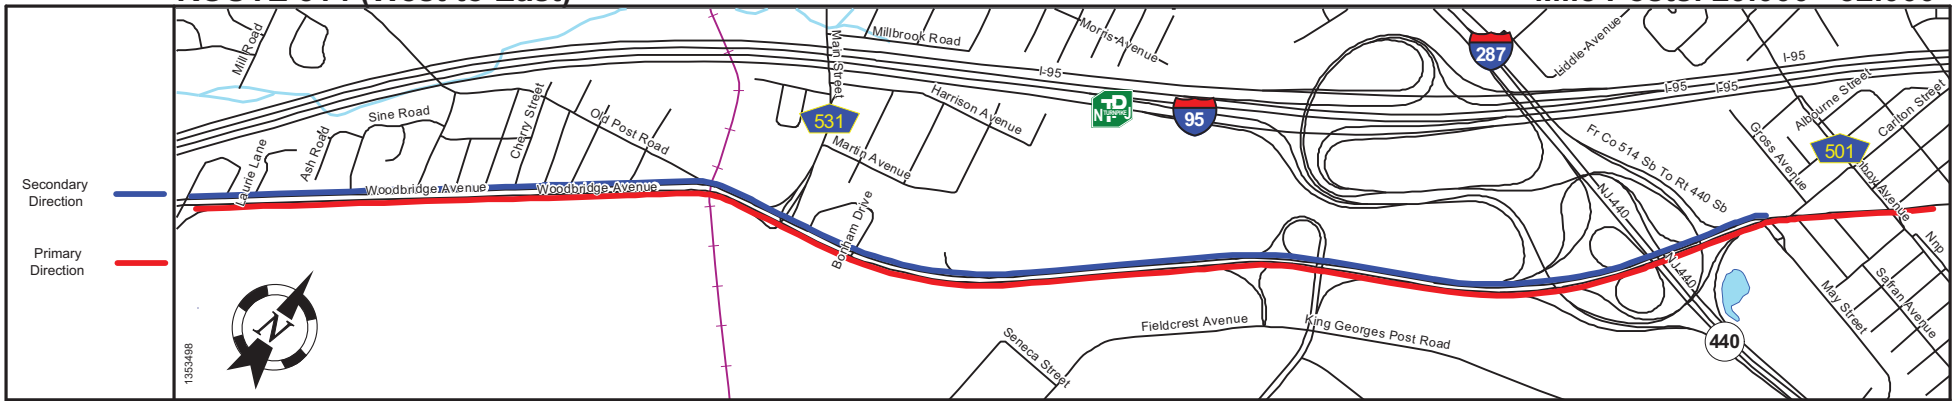 Secondary
Direction
Primary
Direction
Mill Road
Sine Road
Laurie Lane
Ash Road
Cherry Street
Old Post Road
Woodbridge Avenue
Woodbridge Avenue
Main Street
531
Millbrook Road
Morris Avenue
I-95
Harrison Avenue
Martin Avenue
Bonham Drive
TURNPIKE
95
287
Liddle Avenue
I-95
I-95
I-95
Albourne Street
Carlton Street
Gross Avenue
501
Fr Co 514 Sb To Rt 440 Sb
NJ 440
NJ 440
Nnp
Safran Avenue
May Street
440
Fieldcrest Avenue
King Georges Post Road
Seneca Street
N
1353498